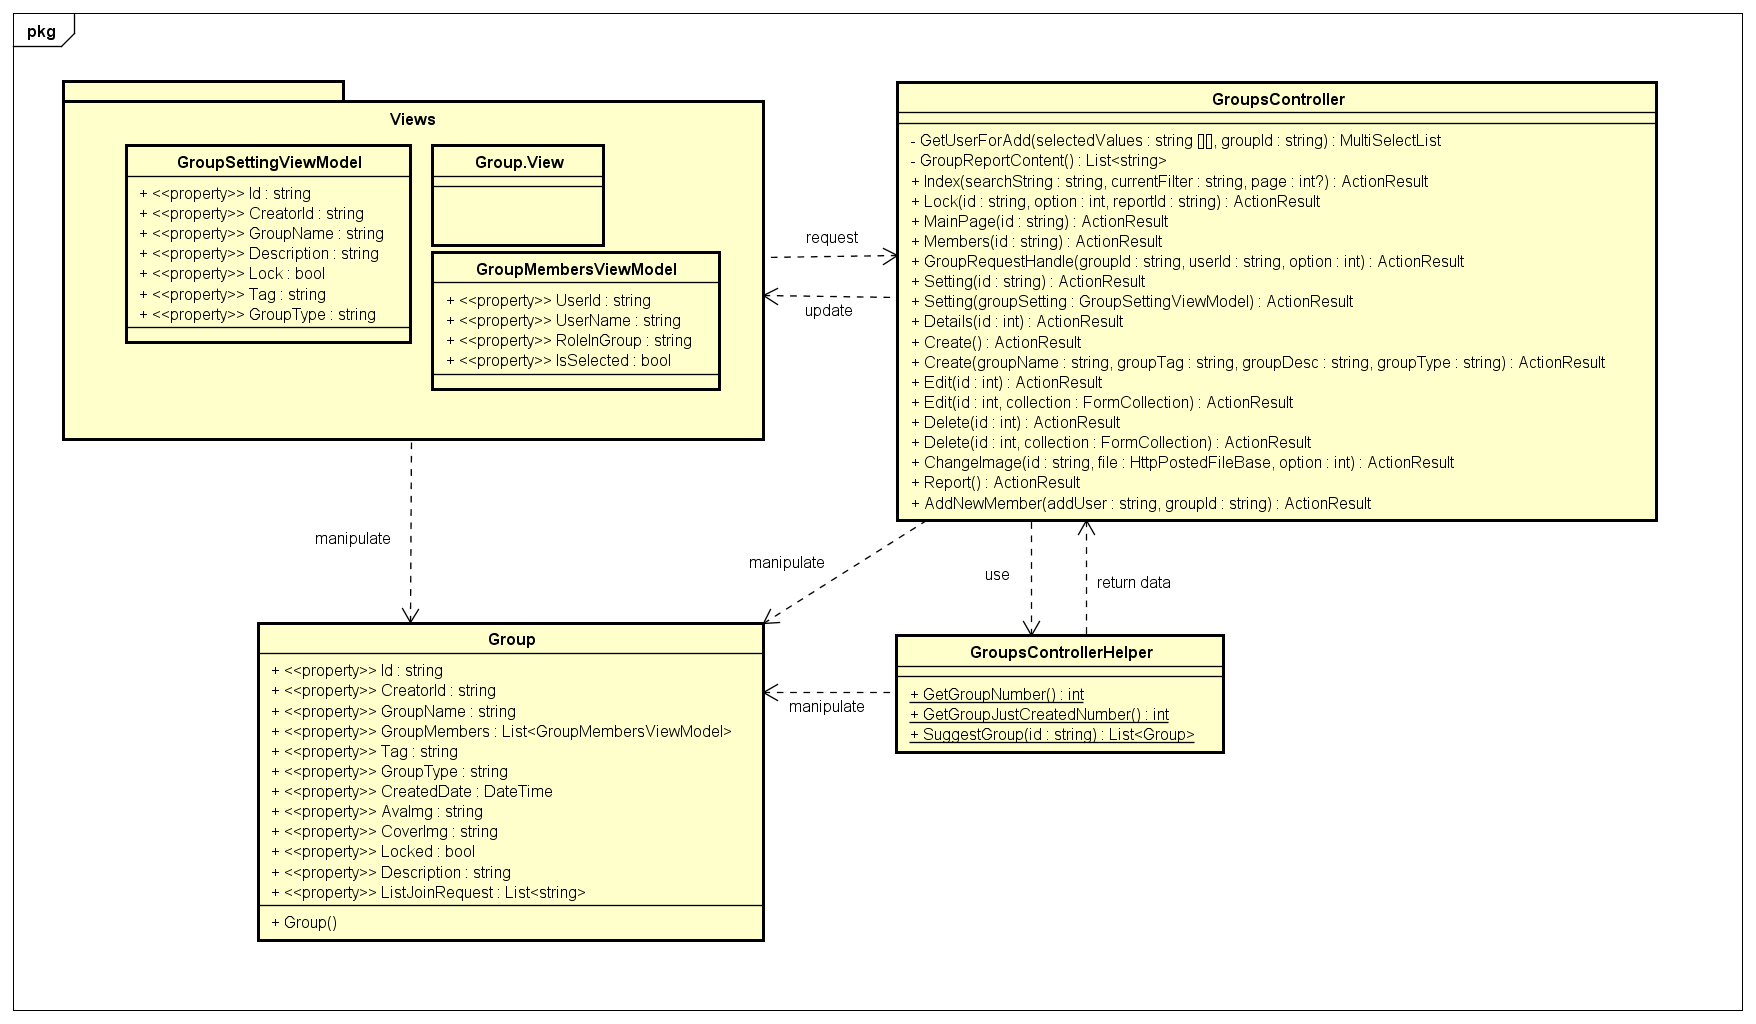 pkg
Views
GroupSettingViewModel
+ <<property>> Id : string
+ <<property>> CreatorId : string
+ <<property>> GroupName : string
+ <<property>> Description : string
+ <<property>> Lock : bool
+ <<property>> Tag : string
+ <<property>> GroupType : string
Group.View
GroupMembersViewModel
+ <<property>> UserId : string
+ <<property>> UserName : string
+ <<property>> RoleInGroup : string
+ <<property>> IsSelected : bool
request
update
GroupsController
- GetUserForAdd(selectedValues : string [][], groupId : string) : MultiSelectList
- GroupReportContent() : List<string>
+ Index(searchString : string, currentFilter : string, page : int?) : ActionResult
+ Lock(id : string, option : int, reportId : string) : ActionResult
+ MainPage(id : string) : ActionResult
+ Members(id : string) : ActionResult
+ GroupRequestHandle(groupId : string, userId : string, option : int) : ActionResult
+ Setting(id : string) : ActionResult
+ Setting(groupSetting : GroupSettingViewModel) : ActionResult
+ Details(id : int) : ActionResult
+ Create() : ActionResult
+ Create(groupName : string, groupTag : string, groupDesc : string, groupType : string) : ActionResult
+ Edit(id : int) : ActionResult
+ Edit(id : int, collection : FormCollection) : ActionResult
+ Delete(id : int) : ActionResult
+ Delete(id : int, collection : FormCollection) : ActionResult
+ ChangeImage(id : string, file : HttpPostedFileBase, option : int) : ActionResult
+ Report() : ActionResult
+ AddNewMember(addUser : string, groupId : string) : ActionResult
manipulate
manipulate
use
return data
Group
+ <<property>> Id : string
+ <<property>> CreatorId : string
+ <<property>> GroupName : string
+ <<property>> GroupMembers : List<GroupMembersViewModel>
+ <<property>> Tag : string
+ <<property>> GroupType : string
+ <<property>> CreatedDate : DateTime
+ <<property>> AvaImg : string
+ <<property>> CoverImg : string
+ <<property>> Locked : bool
+ <<property>> Description : string
+ <<property>> ListJoinRequest : List<string>
+ Group()
manipulate
GroupsControllerHelper
+ GetGroupNumber() : int
+ GetGroupJustCreatedNumber() : int
+ SuggestGroup(id : string) : List<Group>